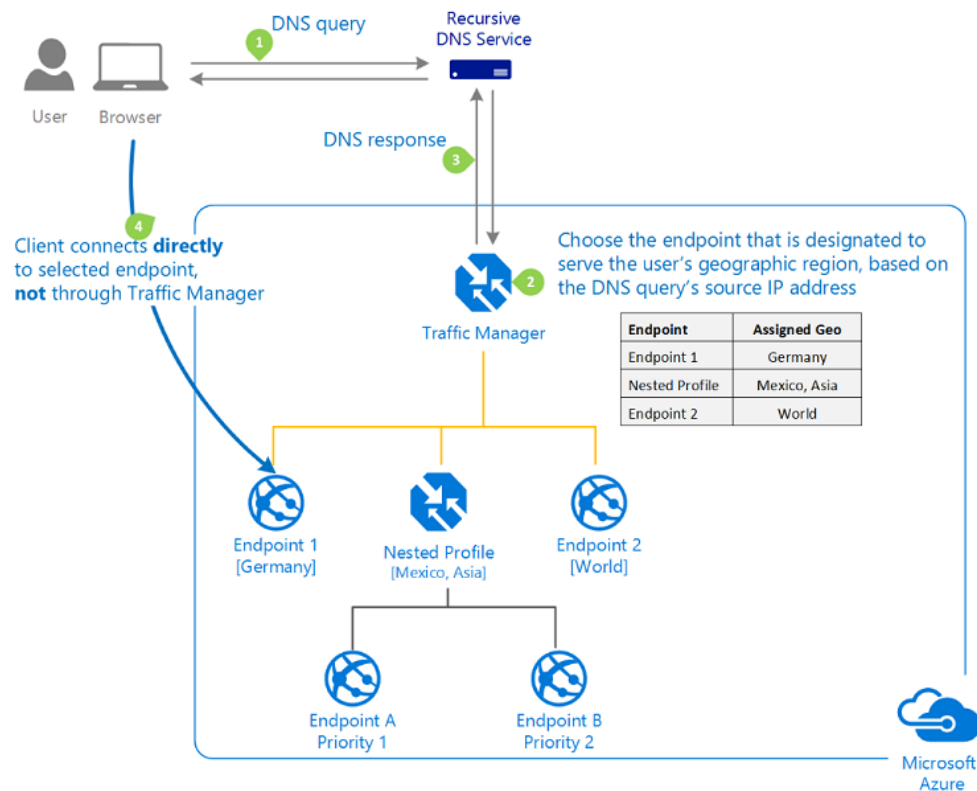 DNS query
1
Recursive
DNS Service
User
Browser
DNS response
3
4
Client connects directly
to selected endpoint,
not through Traffic Manager
2
Choose the endpoint that is designated to
serve the user's geographic region, based on
the DNS query's source IP address
Traffic Manager
Endpoint Assigned Geo
Endpoint 1 Germany
Nested Profile Mexico, Asia
Endpoint 2 World
Endpoint 1
[Germany]
Nested Profile
[Mexico, Asia]
Endpoint 2
[World]
Endpoint A
Priority 1
Endpoint B
Priority 2
Microsoft
Azure